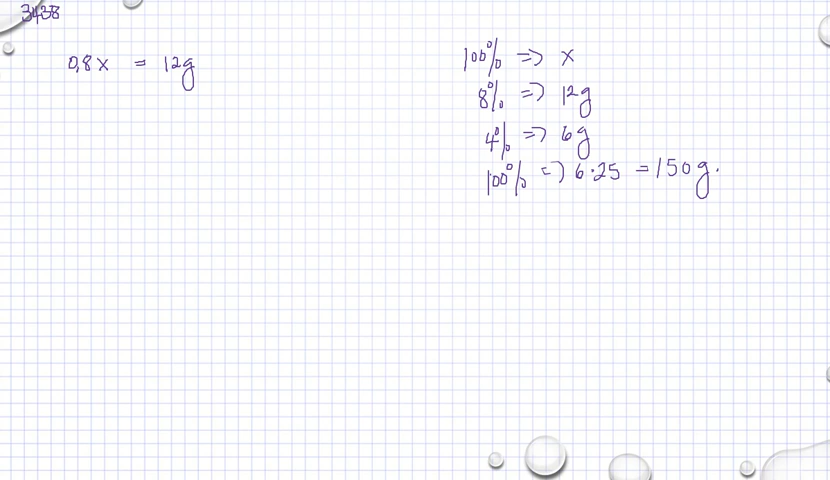 3438
0,8x = 12g
100% => x
8% => 12g
4% => 6g
100% => 6·25 = 150g.